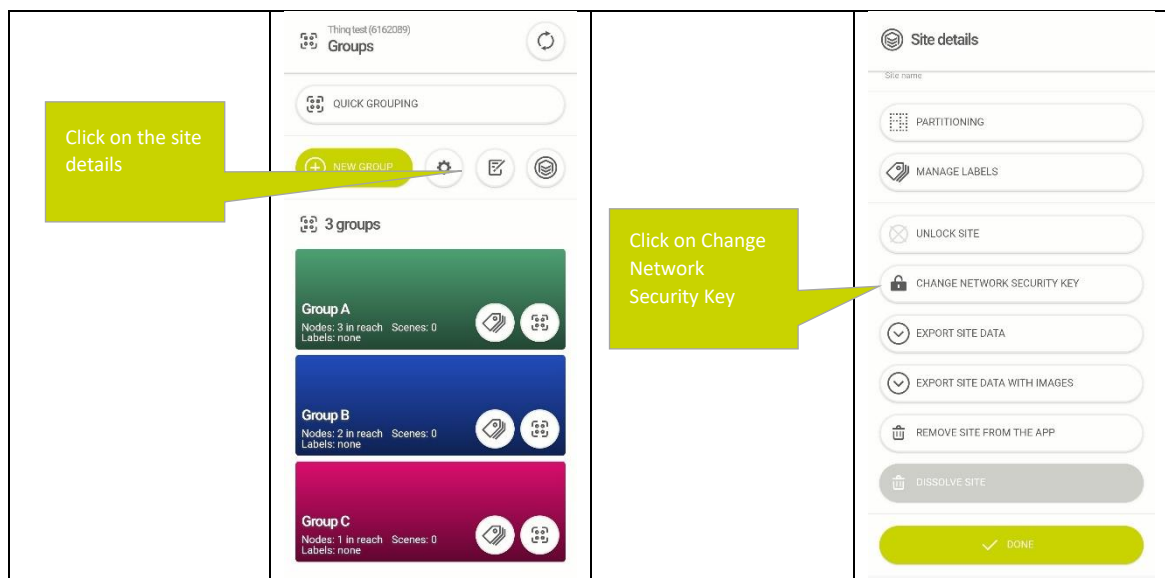 Click on the site
details
Thinq test (6162089)
Groups
QUICK GROUPING
NEW GROUP
3 groups
Group A
Nodes: 3 in reach Scenes: 0
Labels: none
Group B
Nodes: 2 in reach Scenes: 0
Labels: none
Group C
Nodes: 1 in reach Scenes: 0
Labels: none
Click on Change
Network
Security Key
Site details
Site name
PARTITIONING
MANAGE LABELS
UNLOCK SITE
CHANGE NETWORK SECURITY KEY
EXPORT SITE DATA
EXPORT SITE DATA WITH IMAGES
REMOVE SITE FROM THE APP
DISSOLVE SITE
DONE